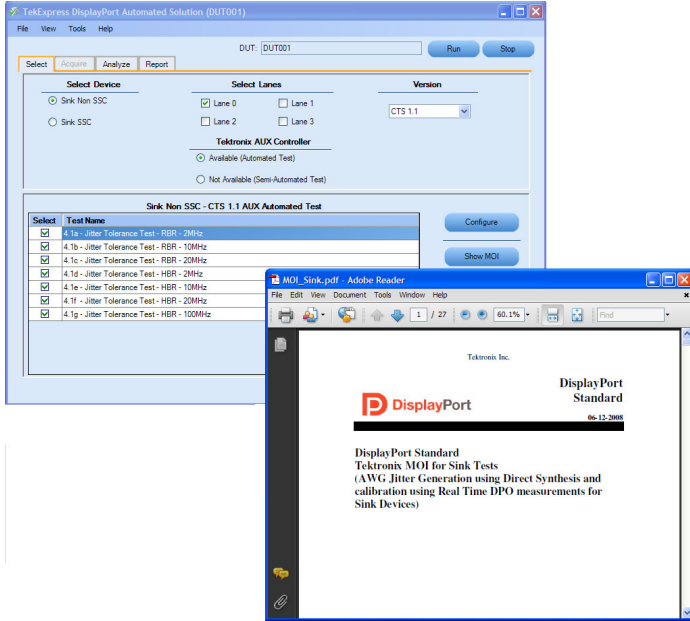 TekExpress DisplayPort Automated Solution (DUT001)
File View Tools Help
DUT: DUT001 Run Stop
Select Acquire Analyze Report
Select Device Select Lanes Version
Sink Non SSC Lane 0 Lane 1 CTS 1.1
Sink SSC Lane 2 Lane 3
Tektronix AUX Controller
Available (Automated Test)
Not Available (Semi-Automated Test)
Sink Non SSC - CTS 1.1 AUX Automated Test
Select Test Name
4.1a - Jitter Tolerance Test - RBR - 2MHz
4.1b - Jitter Tolerance Test - RBR - 10MHz
4.1c - Jitter Tolerance Test - RBR - 20MHz
4.1d - Jitter Tolerance Test - HBR - 2MHz
4.1e - Jitter Tolerance Test - HBR - 10MHz
4.1f - Jitter Tolerance Test - HBR - 20MHz
4.1g - Jitter Tolerance Test - HBR - 100MHz
Configure
Show MOI
MOI_Sink.pdf - Adobe Reader
File Edit View Document Tools Window Help
1 / 27 60.1% Find
Tektronix Inc.
DisplayPort
Standard
06-12-2008
DisplayPort
DisplayPort Standard
Tektronix MOI for Sink Tests
(AWG Jitter Generation using Direct Synthesis and
calibration using Real Time DPO measurements for
Sink Devices)